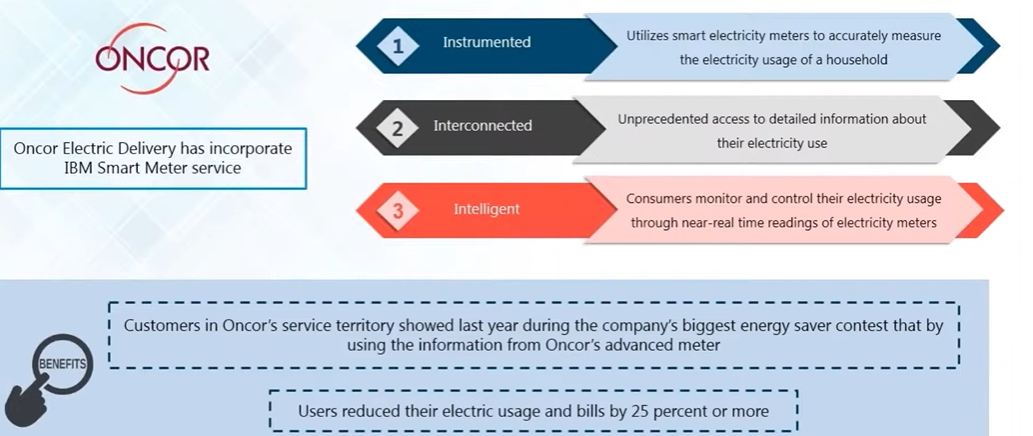 ONCOR
Oncor Electric Delivery has incorporate
IBM Smart Meter service
1
Instrumented
Utilizes smart electricity meters to accurately measure
the electricity usage of a household
2
Interconnected
Unprecedented access to detailed information about
their electricity use
3
Intelligent
Consumers monitor and control their electricity usage
through near-real time readings of electricity meters
BENEFITS
Customers in Oncor's service territory showed last year during the company's biggest energy saver contest that by
using the information from Oncor's advanced meter
Users reduced their electric usage and bills by 25 percent or more